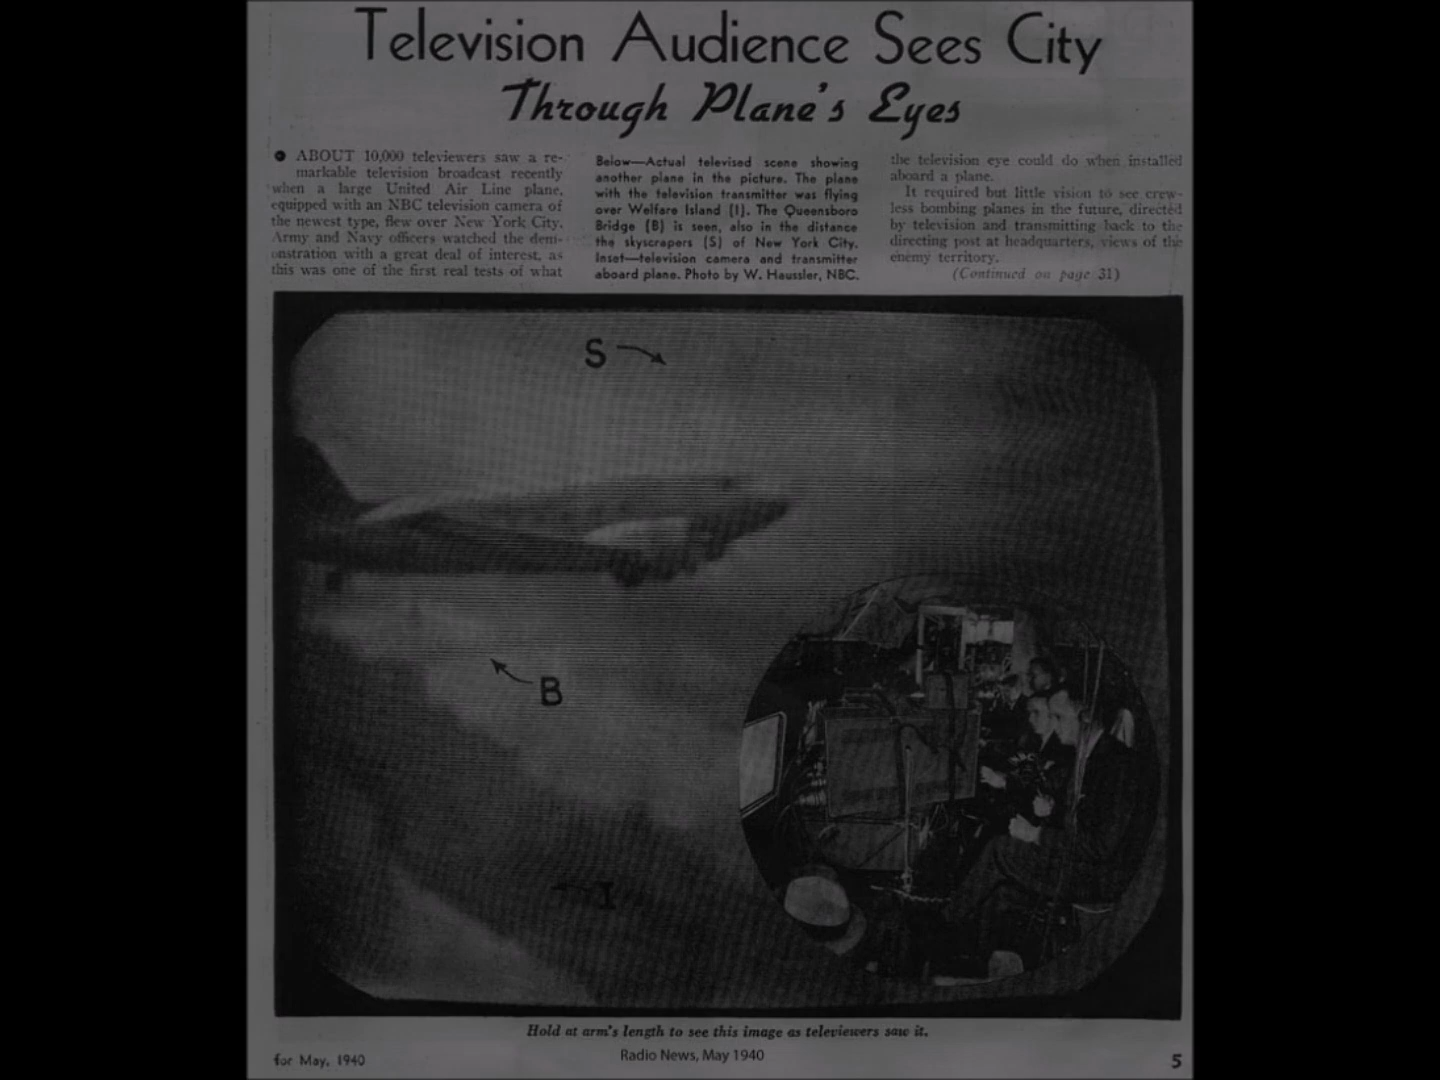 Television Audience Sees City
Through Plane's Eyes
● ABOUT 10,000 televiewers saw a re-
markable television broadcast recently
when a large United Air Line plane,
equipped with an NBC television camera of
the newest type, flew over New York City.
Army and Navy officers watched the dem-
onstration with a great deal of interest, as
this was one of the first real tests of what
Below—Actual televised scene showing
another plane in the picture. The plane
with the television transmitter was flying
over Welfare Island (I). The Queensboro
Bridge (B) is seen, also in the distance
the skyscrapers (S) of New York City.
Inset—television camera and transmitter
aboard plane. Photo by W. Haussler, NBC.
the television eye could do when installed
aboard a plane.
It required but little vision to see crew-
less bombing planes in the future, directed
by television and transmitting back to the
directing post at headquarters, views of the
enemy territory.
(Continued on page 31)
S
B
I
Hold at arm's length to see this image as televiewers saw it.
for May, 1940
Radio News, May 1940
5